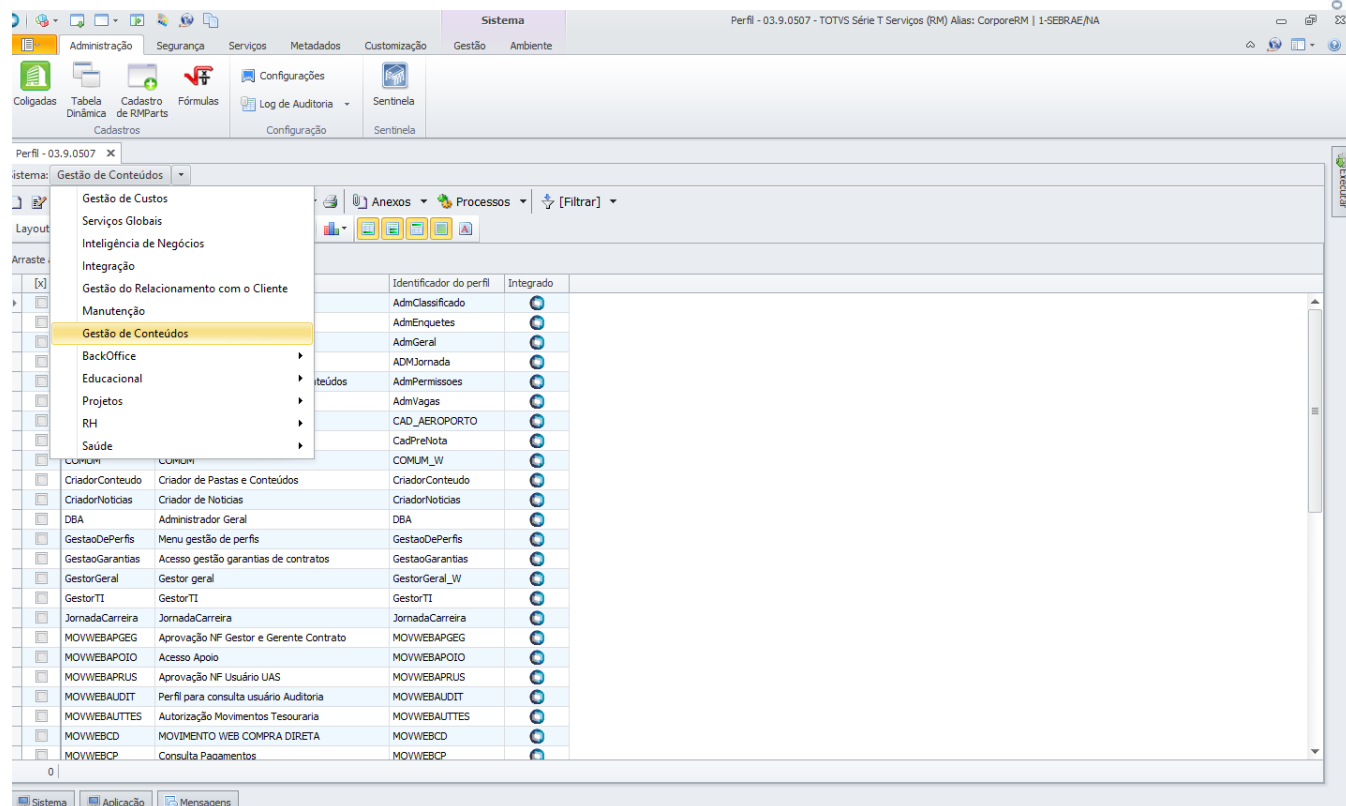 Sistema
Perfil - 03.9.0507 - TOTVS Série T Serviços (RM) Alias: CorporeRM | 1-SEBRAE/NA
Administração Segurança Serviços Metadados Customização Gestão Ambiente
Coligadas
Tabela Dinâmica
Cadastro de RMParts
Fórmulas
Cadastros
Configurações
Log de Auditoria
Configuração
Sentinela
Sentinela
Perfil - 03.9.0507
istema: Gestão de Conteúdos
Gestão de Custos
Serviços Globais
Inteligência de Negócios
Integração
Gestão do Relacionamento com o Cliente
Manutenção
Gestão de Conteúdos
BackOffice
Educacional
Projetos
RH
Saúde
Anexos Processos [Filtrar]
Layout
Arraste
Executar
[x] Identificador do perfil Integrado
AdmClassificado
AdmEnquetes
AdmGeral
ADMJornada
nteúdos AdmPermissoes
AdmVagas
CAD_AEROPORTO
CadPreNota
COMUM COMUM COMUM_W
CriadorConteudo Criador de Pastas e Conteúdos CriadorConteudo
CriadorNoticias Criador de Noticias CriadorNoticias
DBA Administrador Geral DBA
GestaoDePerfis Menu gestão de perfis GestaoDePerfis
GestaoGarantias Acesso gestão garantias de contratos GestaoGarantias
GestorGeral Gestor geral GestorGeral_W
GestorTI GestorTI GestorTI
JornadaCarreira JornadaCarreira JornadaCarreira
MOVWEBAPGEG Aprovação NF Gestor e Gerente Contrato MOVWEBAPGEG
MOVWEBAPOIO Acesso Apoio MOVWEBAPOIO
MOVWEBAPRUS Aprovação NF Usuário UAS MOVWEBAPRUS
MOVWEBAUDIT Perfil para consulta usuário Auditoria MOVWEBAUDIT
MOVWEBAUTTES Autorização Movimentos Tesouraria MOVWEBAUTTES
MOVWEBCD MOVIMENTO WEB COMPRA DIRETA MOVWEBCD
MOVWEBCP Consulta Pagamentos MOVWEBCP
0
Sistema Aplicação Mensagens